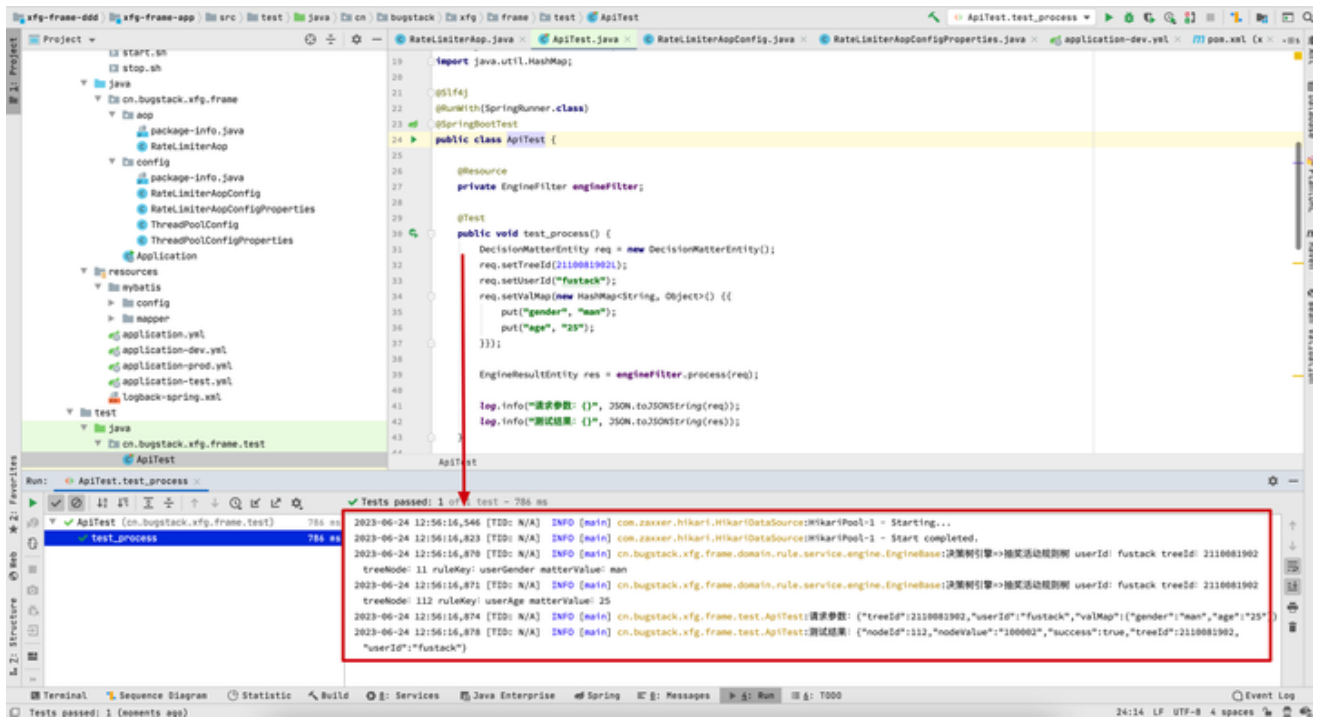 xfg-frame-ddd xfg-frame-app src test java cn bugstack xfg frame test ApiTest
ApiTest.test_process
Project
RateLimiterAop.java ApiTest.java RateLimiterAopConfig.java RateLimiterAopConfigProperties.java application-dev.yml pom.xml (x
1: Project
start.sh
stop.sh
java
cn.bugstack.xfg.frame
aop
package-info.java
RateLimiterAop
config
package-info.java
RateLimiterAopConfig
RateLimiterAopConfigProperties
ThreadPoolConfig
ThreadPoolConfigProperties
Application
resources
mybatis
config
mapper
application.yml
application-dev.yml
application-prod.yml
application-test.yml
logback-spring.xml
test
java
cn.bugstack.xfg.frame.test
ApiTest
19 import java.util.HashMap;
20
21 @Slf4j
22 @RunWith(SpringRunner.class)
23 @SpringBootTest
24 public class ApiTest {
25
26 @Resource
27 private EngineFilter engineFilter;
28
29 @Test
30 public void test_process() {
31 DecisionMatterEntity req = new DecisionMatterEntity();
32 req.setTreeId(2110081902L);
33 req.setUserId("fustack");
34 req.setValMap(new HashMap<String, Object>() {{
35 put("gender", "man");
36 put("age", "25");
37 }});
38
39 EngineResultEntity res = engineFilter.process(req);
40
41 log.info("请求参数: {}", JSON.toJSONString(req));
42 log.info("测试结果: {}", JSON.toJSONString(res));
43 }
44
ApiTest
Run: ApiTest.test_process
Tests passed: 1 of 1 test - 786 ms
ApiTest (cn.bugstack.xfg.frame.test) 786 ms
test_process 786 ms
2023-06-24 12:56:16,546 [TID: N/A] INFO [main] com.zaxxer.hikari.HikariDataSource:HikariPool-1 - Starting...
2023-06-24 12:56:16,823 [TID: N/A] INFO [main] com.zaxxer.hikari.HikariDataSource:HikariPool-1 - Start completed.
2023-06-24 12:56:16,870 [TID: N/A] INFO [main] cn.bugstack.xfg.frame.domain.rule.service.engine.EngineBase:决策树引擎=>抽奖活动规则树 userId: fustack treeId: 2110081902
treeNode: 11 ruleKey: userGender matterValue: man
2023-06-24 12:56:16,871 [TID: N/A] INFO [main] cn.bugstack.xfg.frame.domain.rule.service.engine.EngineBase:决策树引擎=>抽奖活动规则树 userId: fustack treeId: 2110081902
treeNode: 112 ruleKey: userAge matterValue: 25
2023-06-24 12:56:16,874 [TID: N/A] INFO [main] cn.bugstack.xfg.frame.test.ApiTest:请求参数: {"treeId":2110081902,"userId":"fustack","valMap":{"gender":"man","age":"25"}}
2023-06-24 12:56:16,878 [TID: N/A] INFO [main] cn.bugstack.xfg.frame.test.ApiTest:测试结果: {"nodeId":112,"nodeValue":"100002","success":true,"treeId":2110081902,
"userId":"fustack"}
2: Favorites
Web
Z: Structure
Terminal Sequence Diagram Statistic Build 8: Services Java Enterprise Spring 0: Messages 4: Run 6: TODO Event Log
Tests passed: 1 (moments ago) 24:14 LF UTF-8 4 spaces